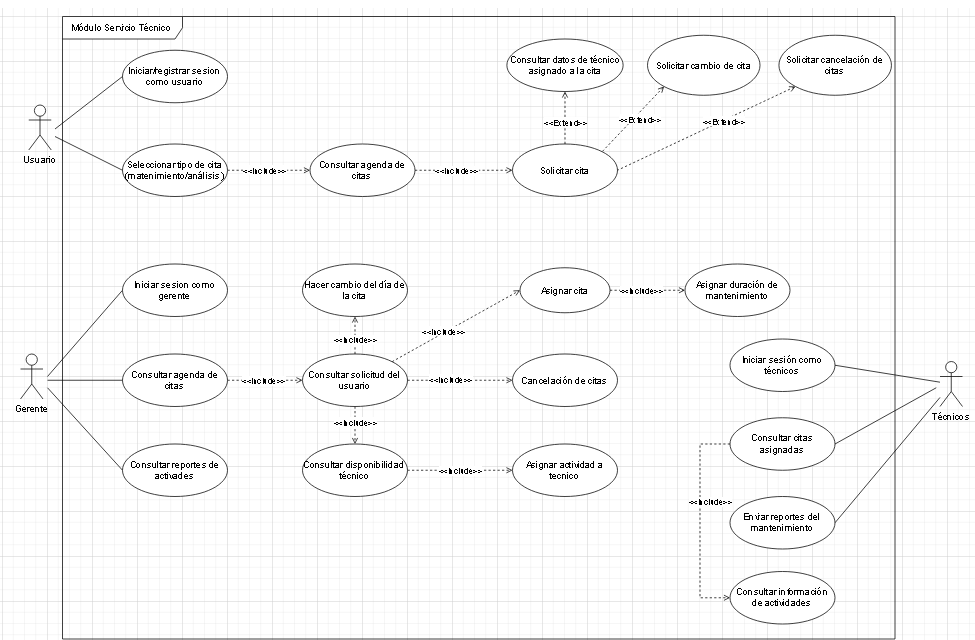 Módulo Servicio Técnico
Iniciar/registrar sesion
como usuario
Consultar datos de técnico
asignado a la cita
Solicitar cambio de cita
Solicitar cancelación de
citas
<<Extend>>
<<Extend>>
<<Extend>>
Usuario
Seleccionar tipo de cita
(matenimiento/análisis)
<<Include>>
Consultar agenda de
citas
<<Include>>
Solicitar cita
Iniciar sesion como
gerente
Hacer cambio del día de
la cita
Asignar cita
<<Include>>
Asignar duración de
mantenimiento
<<Include>>
<<Include>>
Iniciar sesión como
técnicos
Gerente
Consultar agenda de
citas
<<Include>>
Consultar solicitud del
usuario
<<Include>>
Cancelación de citas
Técnicos
<<Include>>
Consultar citas
asignadas
Consultar reportes de
activades
Consultar disponibilidad
técnico
<<Include>>
Asignar actividad a
tecnico
<<Include>>
Enviar reportes del
mantenimiento
Consultar información
de actividades